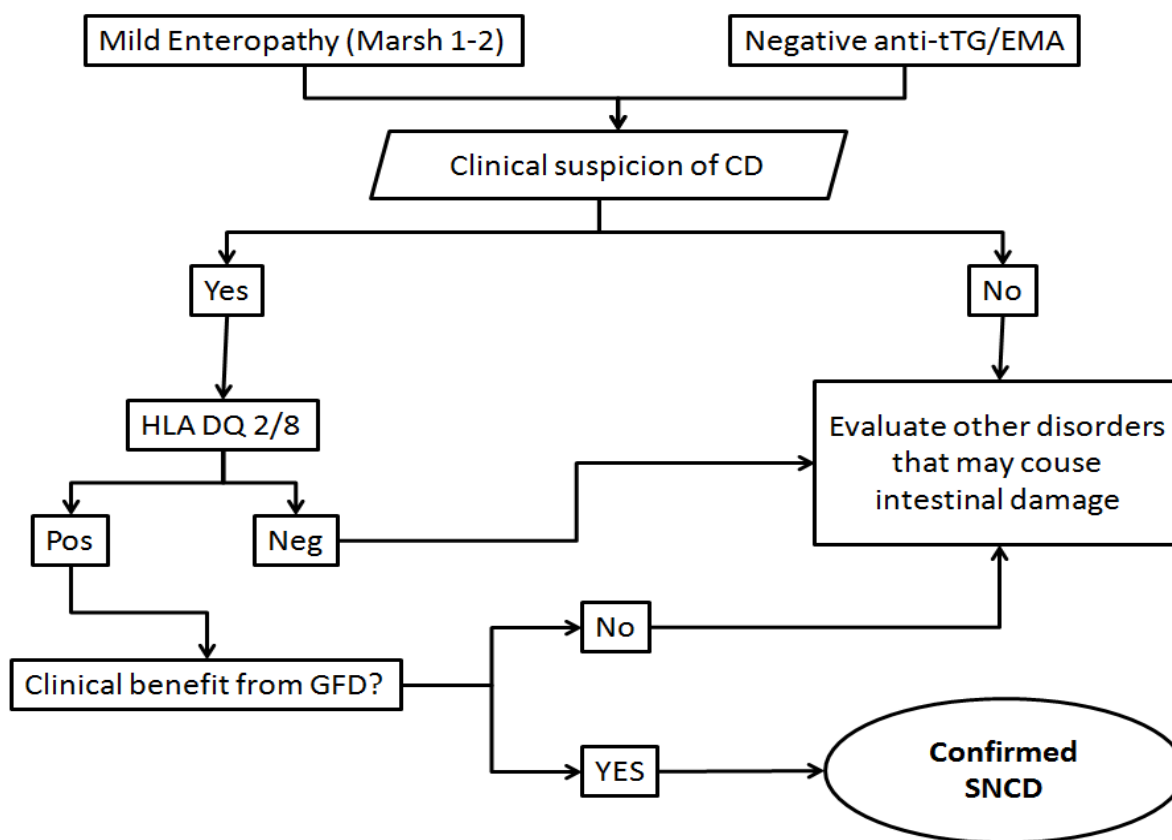 Mild Enteropathy (Marsh 1-2)
Negative anti-tTG/EMA
Clinical suspicion of CD
Yes
No
HLA DQ 2/8
Evaluate other disorders
that may couse
intestinal damage
Pos
Neg
No
Clinical benefit from GFD?
YES
Confirmed
SNCD